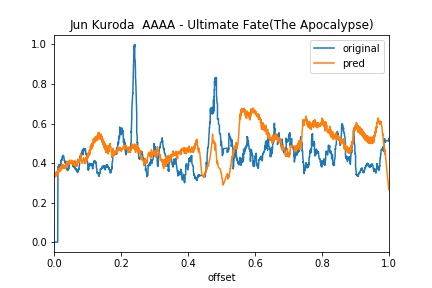 Jun Kuroda  AAAA - Ultimate Fate(The Apocalypse)
original
pred
1.0
0.8
0.6
0.4
0.2
0.0
0.0 0.2 0.4 0.6 0.8 1.0
offset